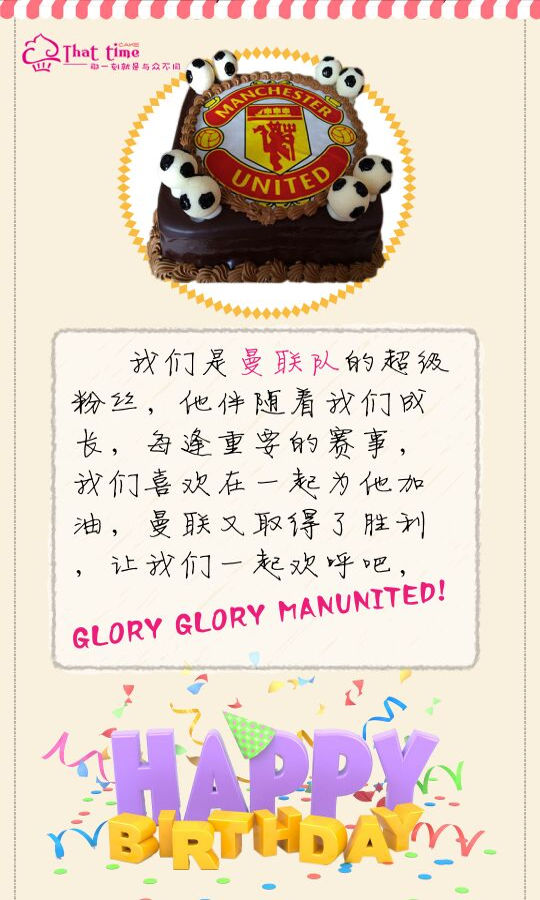 CAKE
That time
那一刻就是与众不同
MANCHESTER
UNITED
我们是曼联队的超级
粉丝，他伴随着我们成
长，每逢重要的赛事，
我们喜欢在一起为他加
油，曼联又取得了胜利
，让我们一起欢呼吧，
GLORY GLORY MANUNITED!
HAPPY
BIRTHDAY